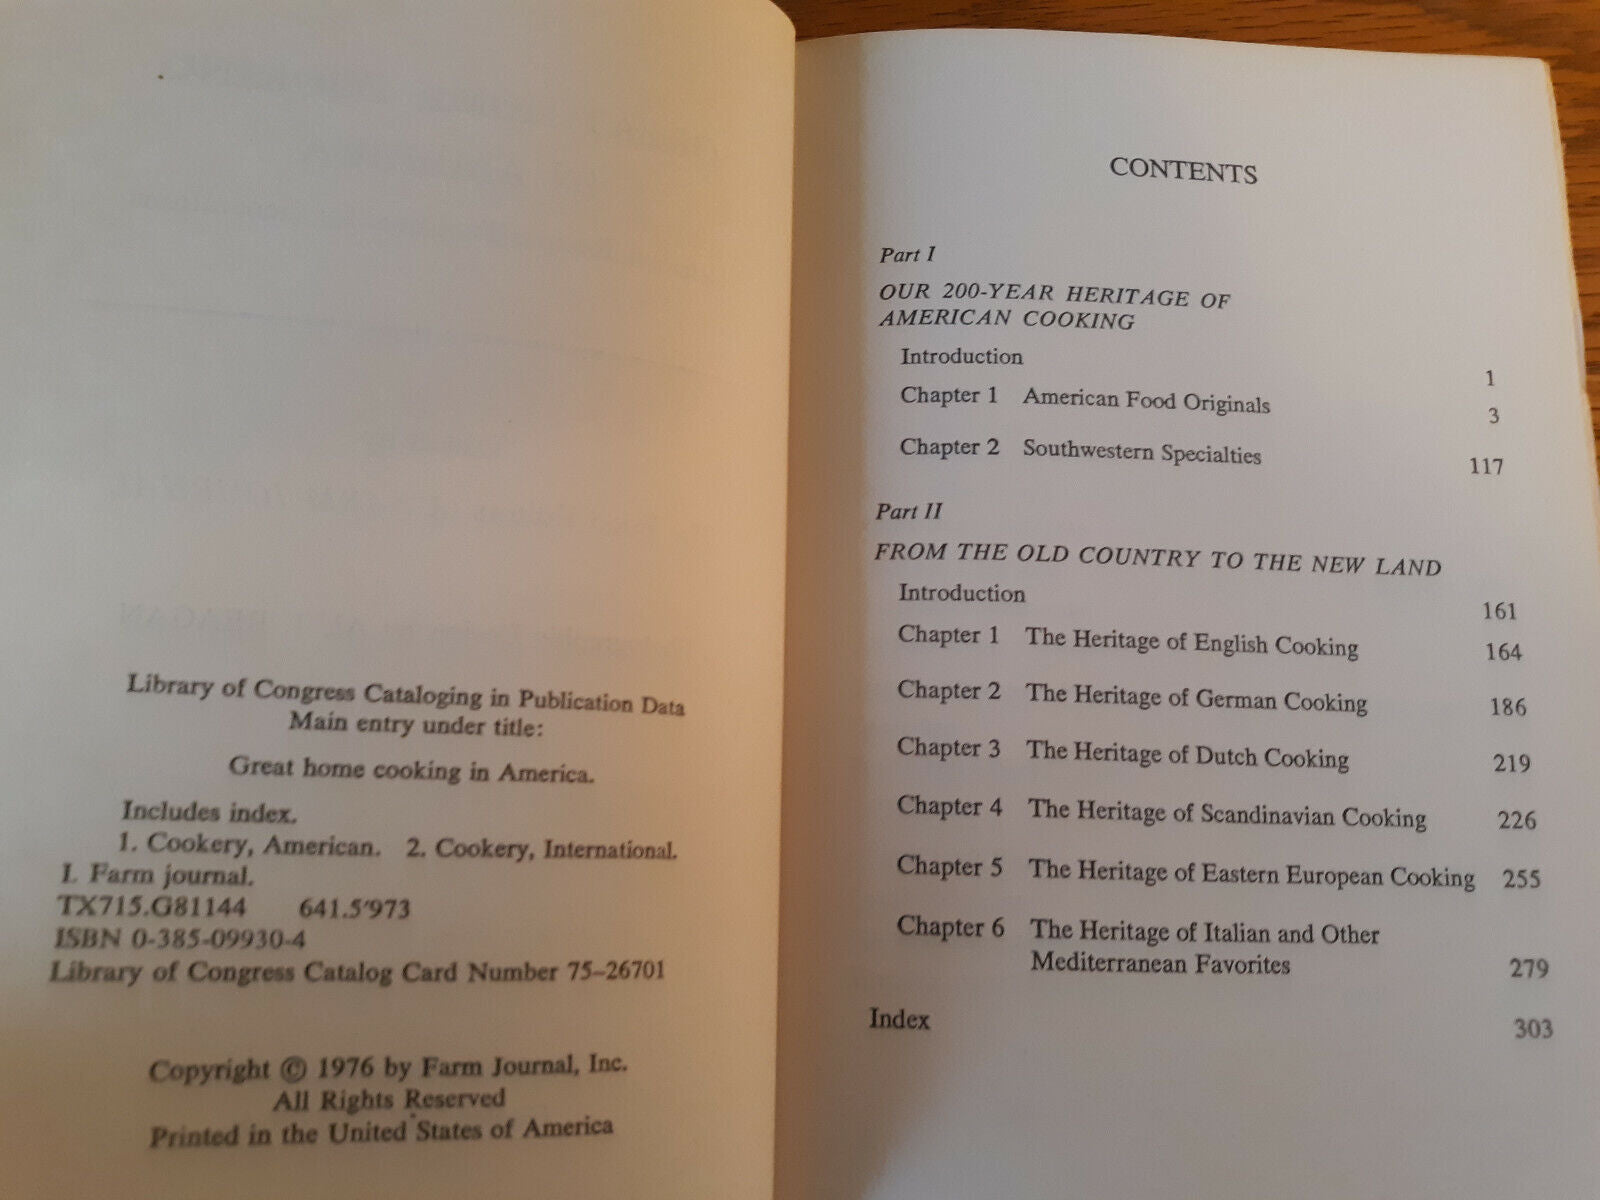 Library of Congress Cataloging in Publication Data
Main entry under title:
Great home cooking in America.
Includes index.
1. Cookery, American. 2. Cookery, International.
I. Farm journal.
TX715.G81144 641.5'973
ISBN 0-385-09930-4
Library of Congress Catalog Card Number 75-26701
Copyright © 1976 by Farm Journal, Inc.
All Rights Reserved
Printed in the United States of America
CONTENTS
Part I
OUR 200-YEAR HERITAGE OF
AMERICAN COOKING
Introduction 1
Chapter 1 American Food Originals 3
Chapter 2 Southwestern Specialties 117
Part II
FROM THE OLD COUNTRY TO THE NEW LAND
Introduction 161
Chapter 1 The Heritage of English Cooking 164
Chapter 2 The Heritage of German Cooking 186
Chapter 3 The Heritage of Dutch Cooking 219
Chapter 4 The Heritage of Scandinavian Cooking 226
Chapter 5 The Heritage of Eastern European Cooking 255
Chapter 6 The Heritage of Italian and Other
Mediterranean Favorites 279
Index 303